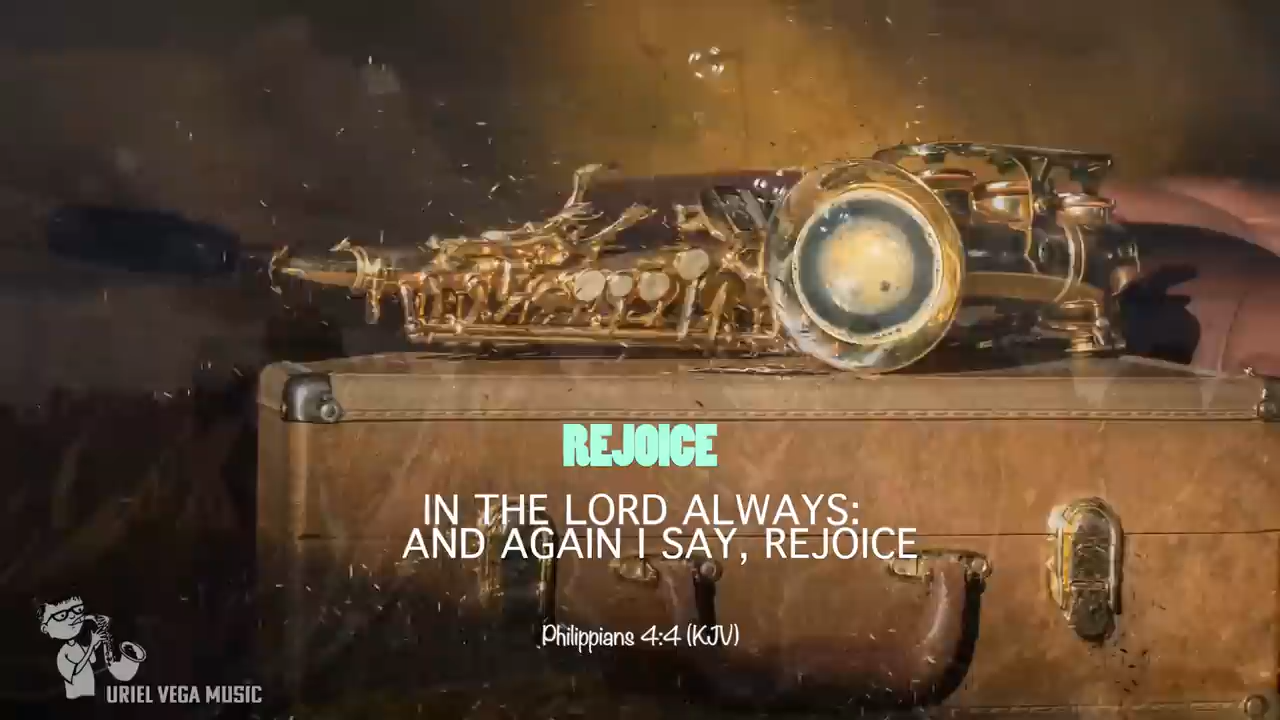 REJOICE
IN THE LORD ALWAYS:
AND AGAIN I SAY, REJOICE
Philippians 4:4 (KJV)
URIEL VEGA MUSIC